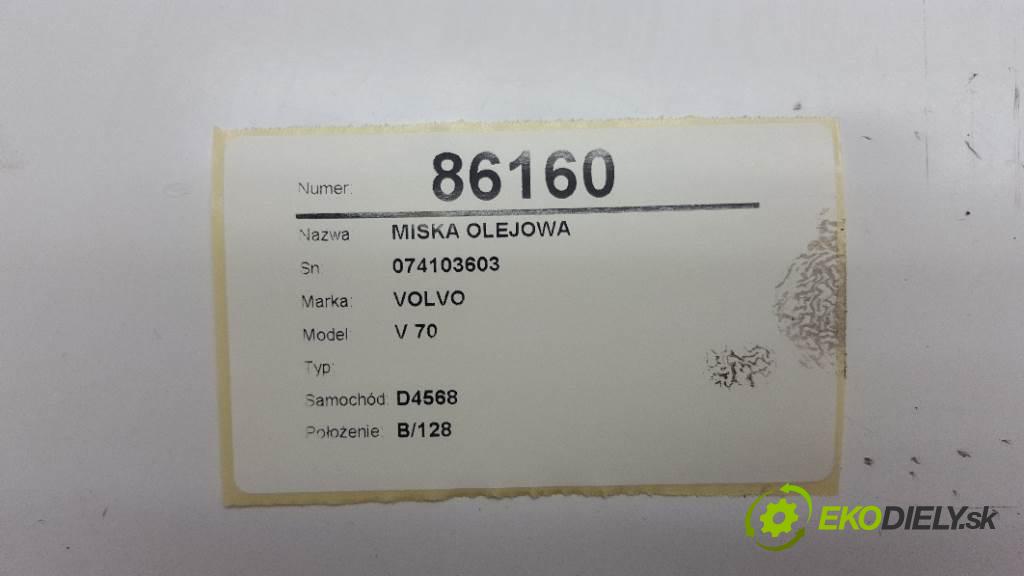 Numer: 86160
Nazwa MISKA OLEJOWA
Sn: 074103603
Marka: VOLVO
Model V 70
Typ:
Samochód: D4568
Położenie: B/128
EKODIELY.sk